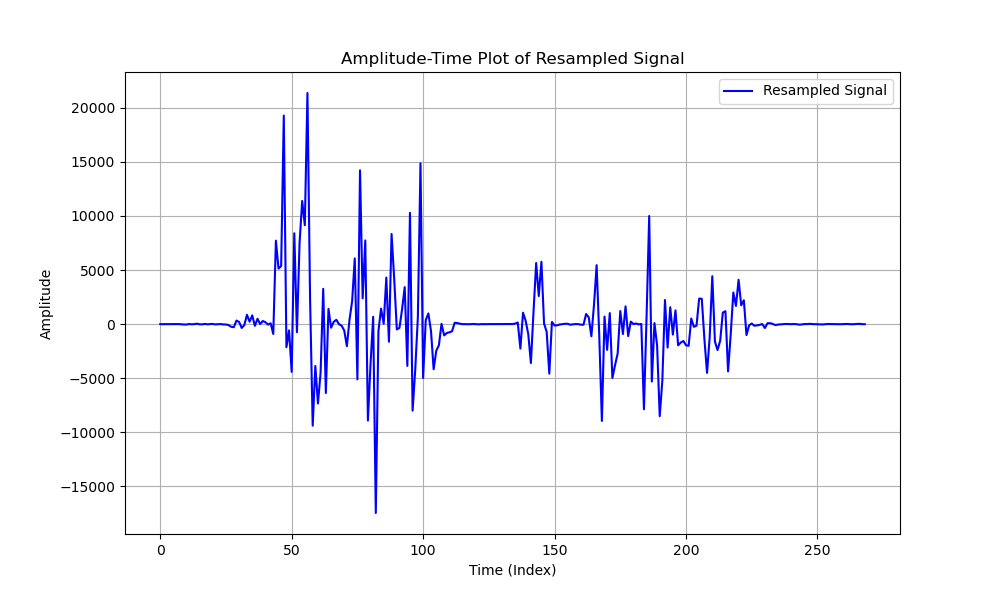 Amplitude-Time Plot of Resampled Signal
Resampled Signal
20000
15000
10000
5000
0
−5000
−10000
−15000
Amplitude
0 50 100 150 200 250
Time (Index)